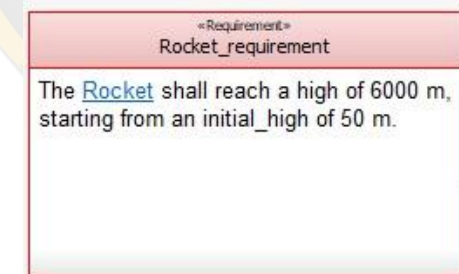 «Requirement»
Rocket_requirement
The Rocket shall reach a high of 6000 m,
starting from an initial_high of 50 m.